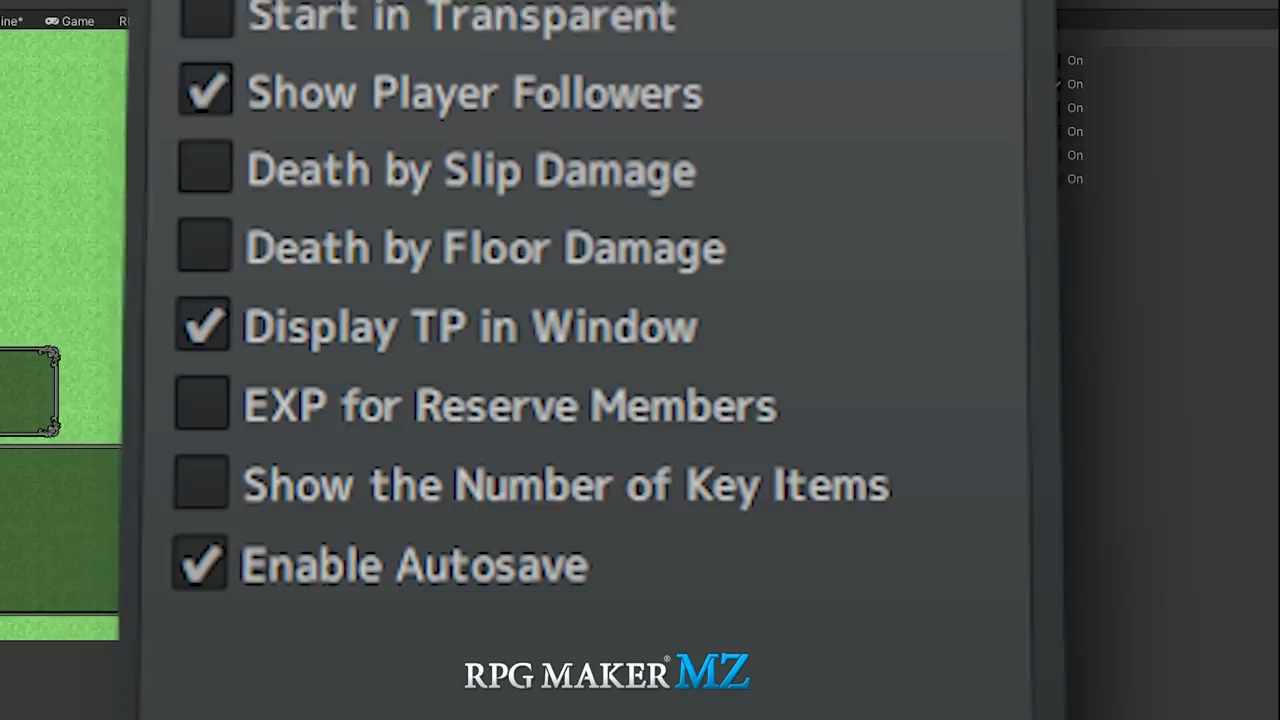 ine*
Game
R
Start in Transparent
Show Player Followers
Death by Slip Damage
Death by Floor Damage
Display TP in Window
EXP for Reserve Members
Show the Number of Key Items
Enable Autosave
On
On
On
On
On
On
RPG MAKER® MZ